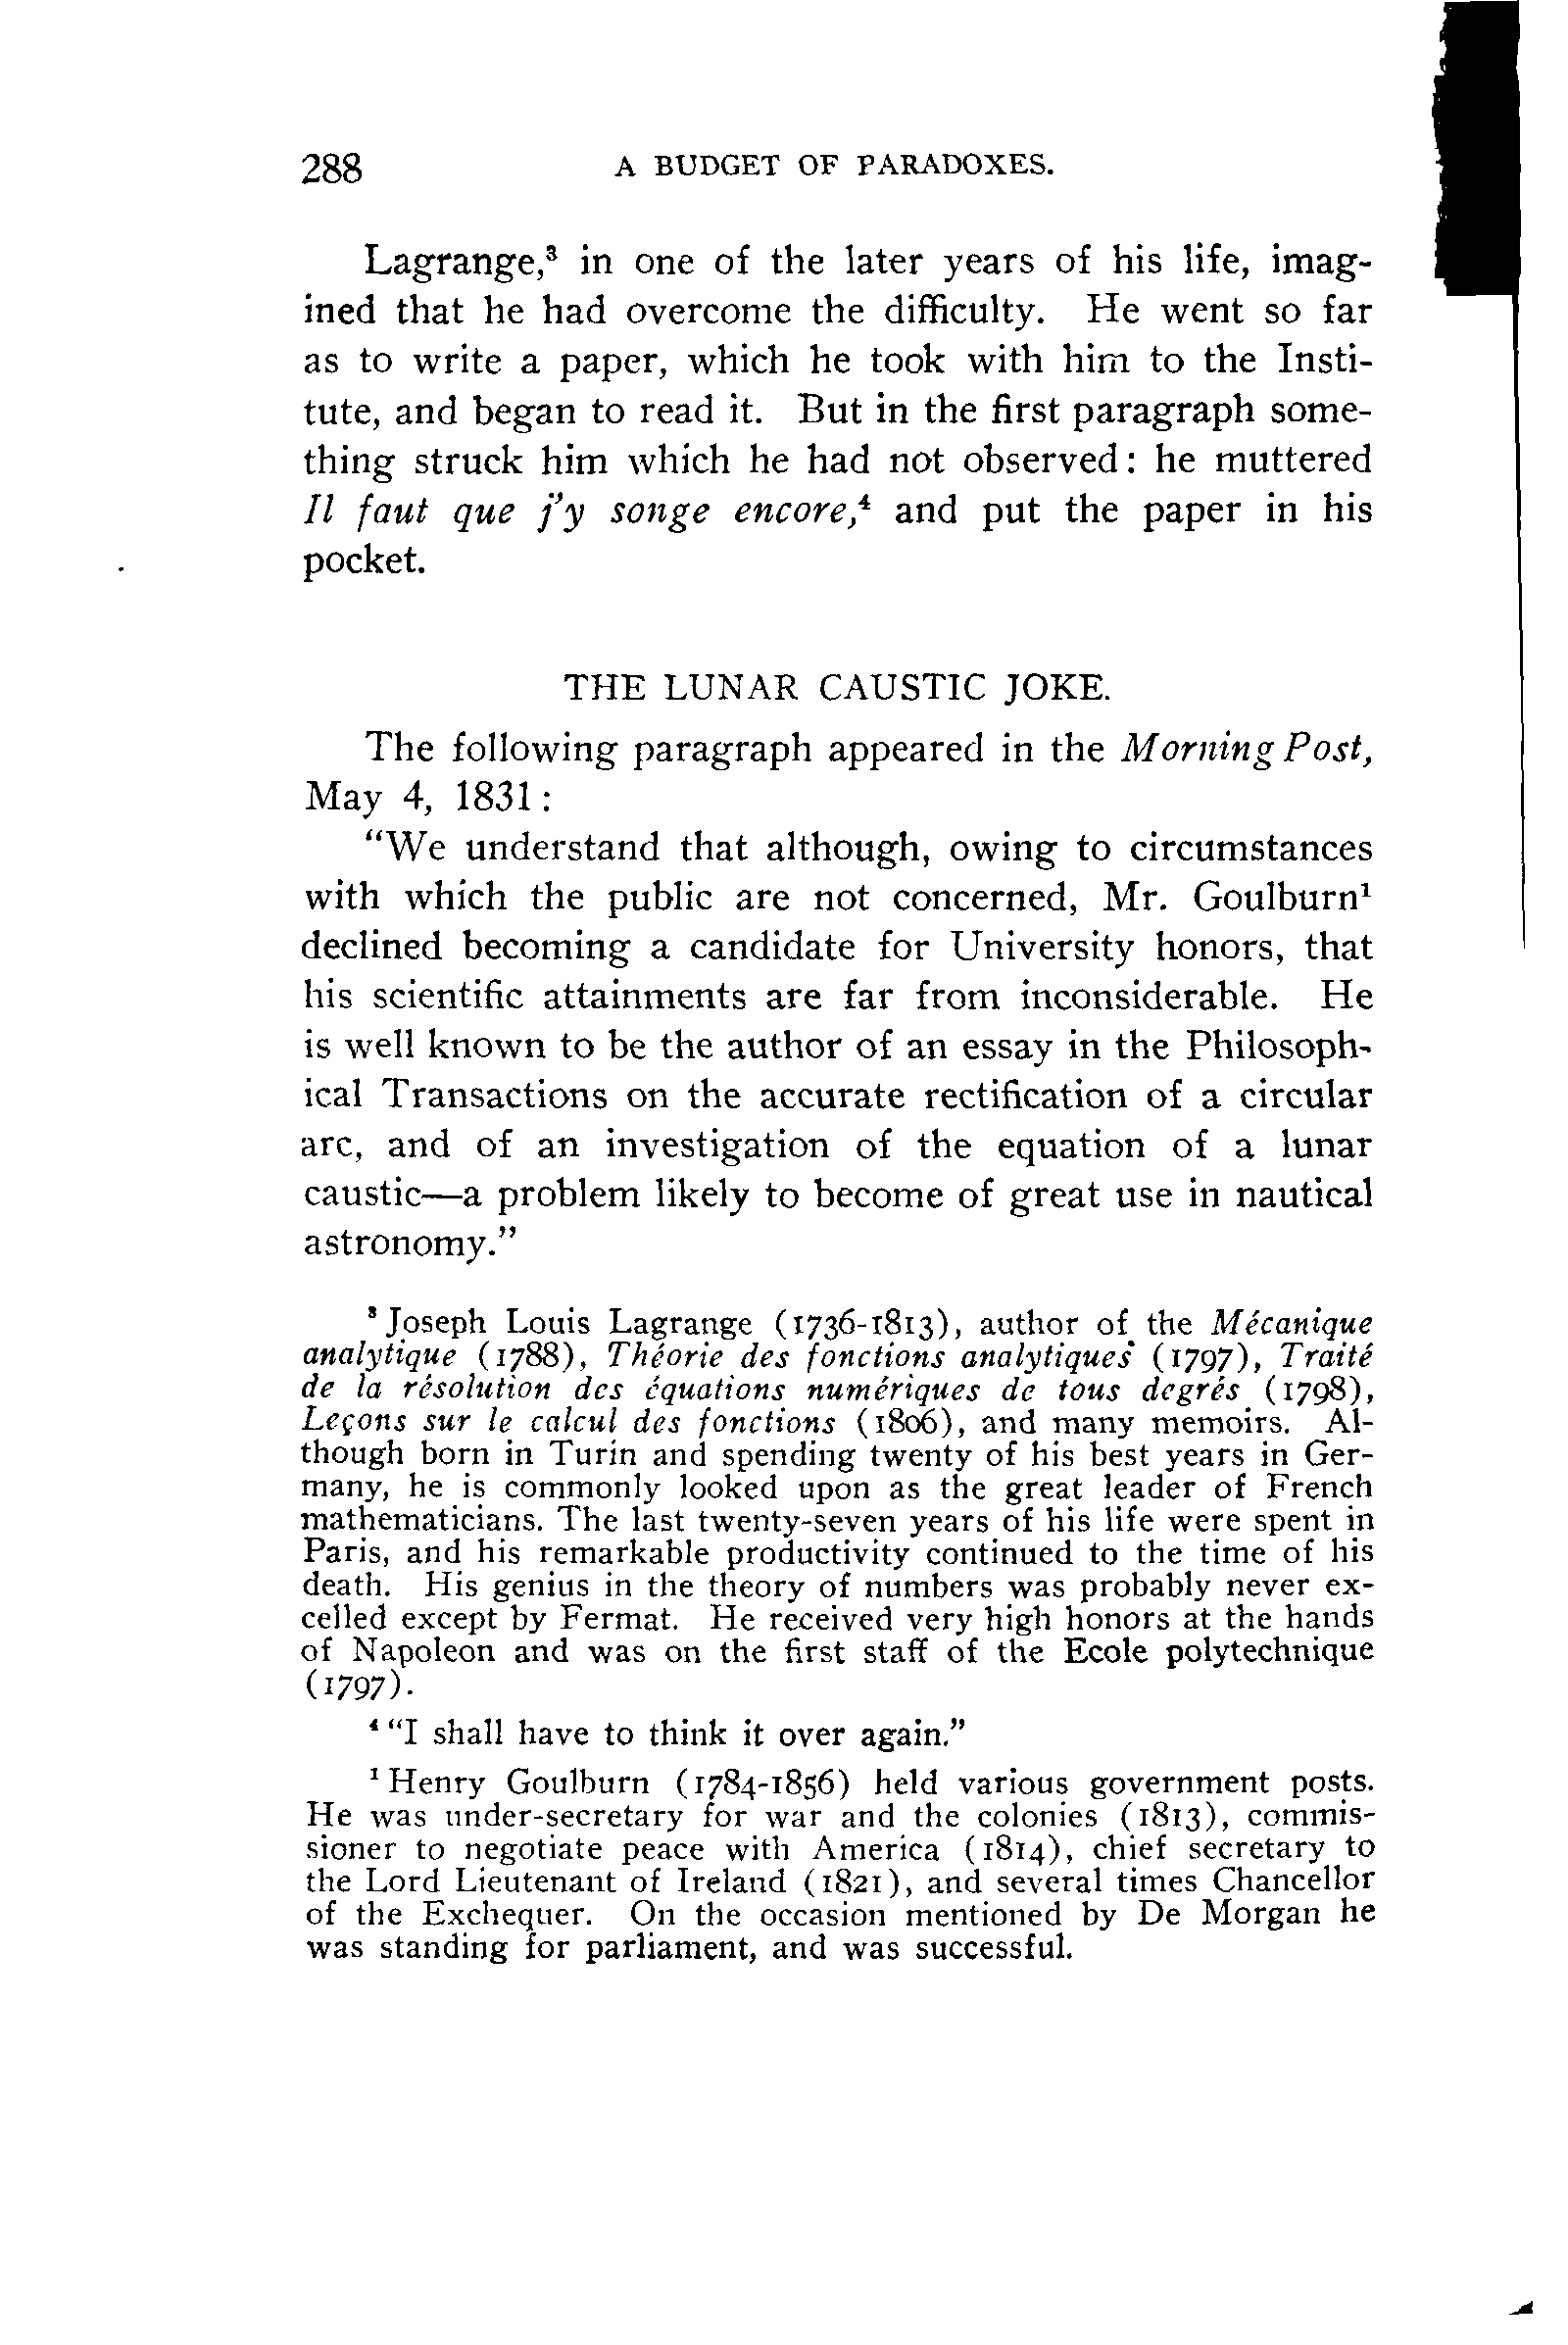 288 A BUDGET OF PARADOXES.
Lagrange,³ in one of the later years of his life, imag-
ined that he had overcome the difficulty. He went so far
as to write a paper, which he took with him to the Insti-
tute, and began to read it. But in the first paragraph some-
thing struck him which he had not observed: he muttered
Il faut que j'y songe encore,⁴ and put the paper in his
pocket.
THE LUNAR CAUSTIC JOKE.
The following paragraph appeared in the Morning Post,
May 4, 1831:
"We understand that although, owing to circumstances
with which the public are not concerned, Mr. Goulburn¹
declined becoming a candidate for University honors, that
his scientific attainments are far from inconsiderable. He
is well known to be the author of an essay in the Philosoph-
ical Transactions on the accurate rectification of a circular
arc, and of an investigation of the equation of a lunar
caustic—a problem likely to become of great use in nautical
astronomy."
³ Joseph Louis Lagrange (1736-1813), author of the Mécanique
analytique (1788), Théorie des fonctions analytiques (1797), Traité
de la résolution des équations numériques de tous degrés (1798),
Leçons sur le calcul des fonctions (1806), and many memoirs. Al-
though born in Turin and spending twenty of his best years in Ger-
many, he is commonly looked upon as the great leader of French
mathematicians. The last twenty-seven years of his life were spent in
Paris, and his remarkable productivity continued to the time of his
death. His genius in the theory of numbers was probably never ex-
celled except by Fermat. He received very high honors at the hands
of Napoleon and was on the first staff of the Ecole polytechnique
(1797).
⁴ "I shall have to think it over again."
¹ Henry Goulburn (1784-1856) held various government posts.
He was under-secretary for war and the colonies (1813), commis-
sioner to negotiate peace with America (1814), chief secretary to
the Lord Lieutenant of Ireland (1821), and several times Chancellor
of the Exchequer. On the occasion mentioned by De Morgan he
was standing for parliament, and was successful.